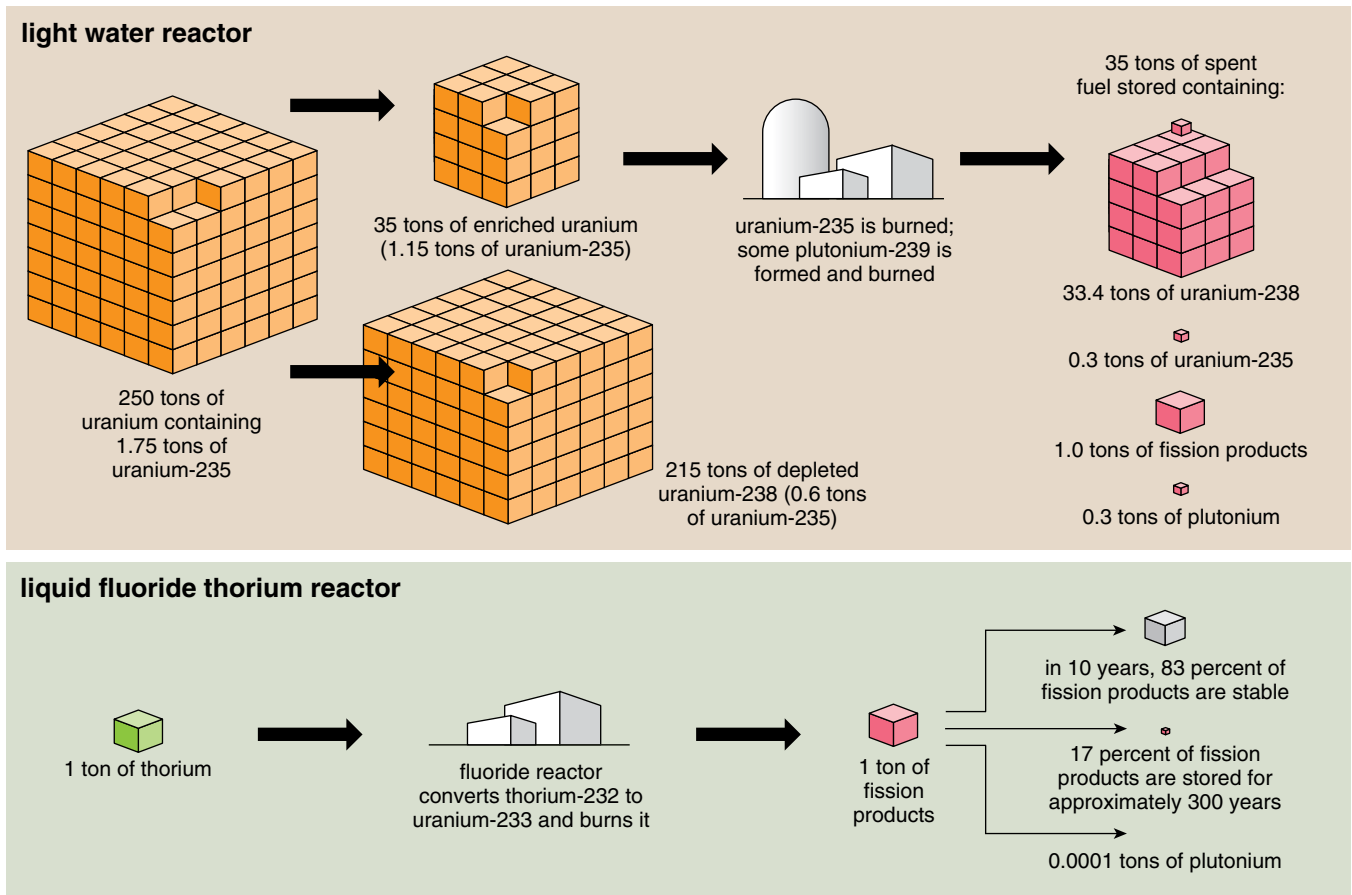 light water reactor
250 tons of
uranium containing
1.75 tons of
uranium-235
35 tons of enriched uranium
(1.15 tons of uranium-235)
215 tons of depleted
uranium-238 (0.6 tons
of uranium-235)
uranium-235 is burned;
some plutonium-239 is
formed and burned
35 tons of spent
fuel stored containing:
33.4 tons of uranium-238
0.3 tons of uranium-235
1.0 tons of fission products
0.3 tons of plutonium
liquid fluoride thorium reactor
1 ton of thorium
fluoride reactor
converts thorium-232 to
uranium-233 and burns it
1 ton of
fission
products
in 10 years, 83 percent of
fission products are stable
17 percent of fission
products are stored for
approximately 300 years
0.0001 tons of plutonium